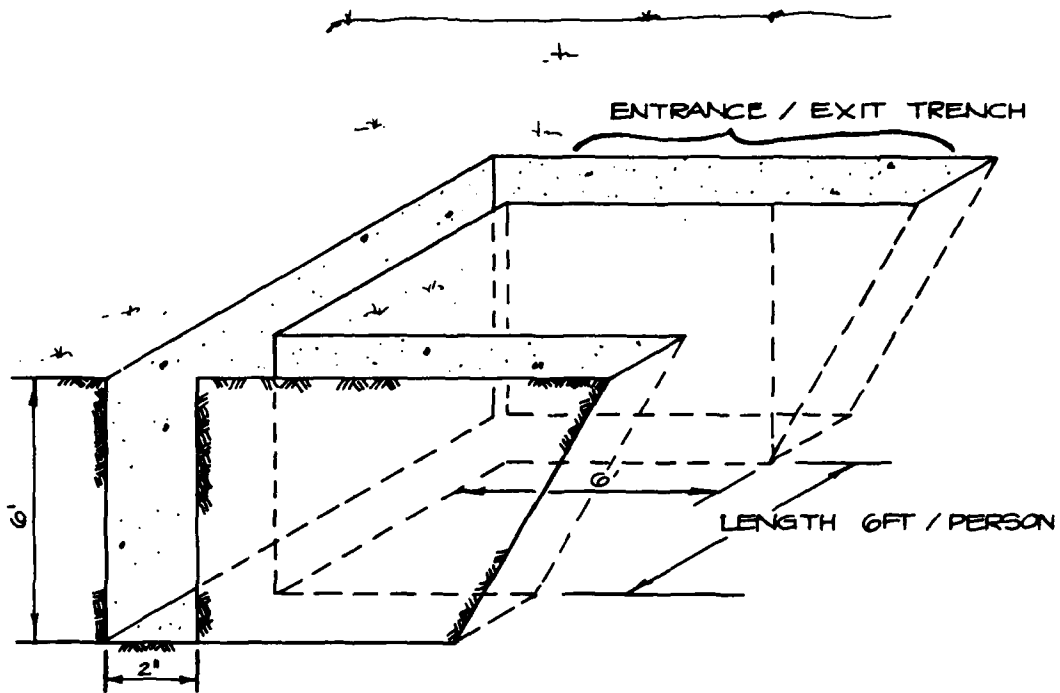 ENTRANCE / EXIT TRENCH
6'
6'
LENGTH 6FT / PERSON
2'